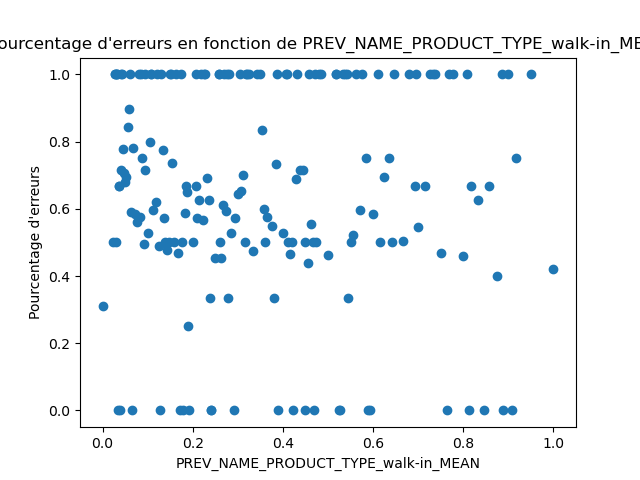 ourcentage d'erreurs en fonction de PREV_NAME_PRODUCT_TYPE_walk-in_ME
1.0
0.8
0.6
0.4
0.2
0.0
Pourcentage d'erreurs
0.0 0.2 0.4 0.6 0.8 1.0
PREV_NAME_PRODUCT_TYPE_walk-in_MEAN